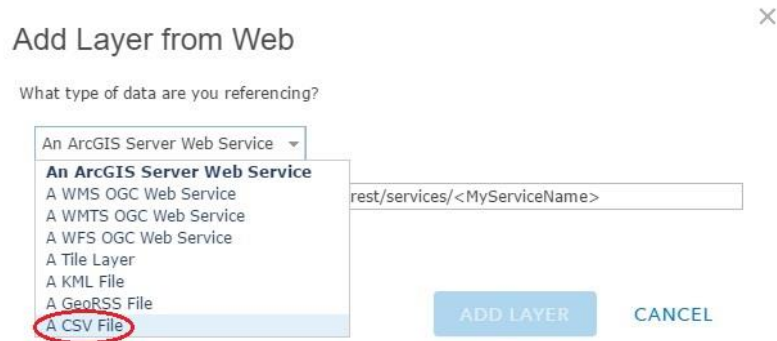 ×
Add Layer from Web
What type of data are you referencing?
An ArcGIS Server Web Service
An ArcGIS Server Web Service
A WMS OGC Web Service
rest/services/<MyServiceName>
A WMTS OGC Web Service
A WFS OGC Web Service
A Tile Layer
A KML File
A GeoRSS File
A CSV File
ADD LAYER CANCEL